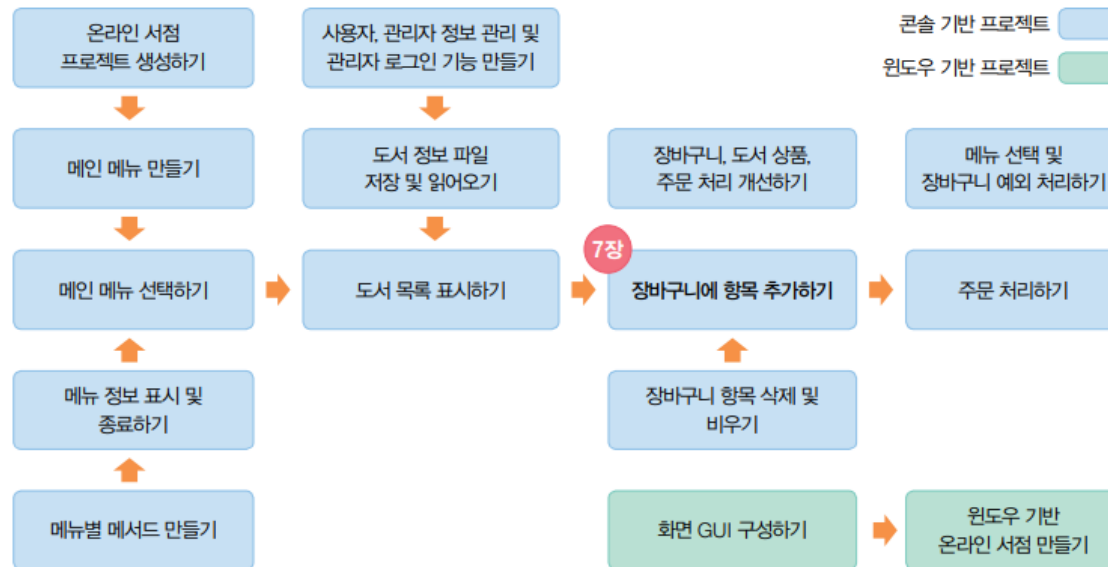 온라인 서점
프로젝트 생성하기
사용자, 관리자 정보 관리 및
관리자 로그인 기능 만들기
콘솔 기반 프로젝트
윈도우 기반 프로젝트
메인 메뉴 만들기
도서 정보 파일
저장 및 읽어오기
장바구니, 도서 상품,
주문 처리 개선하기
메뉴 선택 및
장바구니 예외 처리하기
7장
메인 메뉴 선택하기
도서 목록 표시하기
장바구니에 항목 추가하기
주문 처리하기
메뉴 정보 표시 및
종료하기
장바구니 항목 삭제 및
비우기
메뉴별 메서드 만들기
화면 GUI 구성하기
윈도우 기반
온라인 서점 만들기